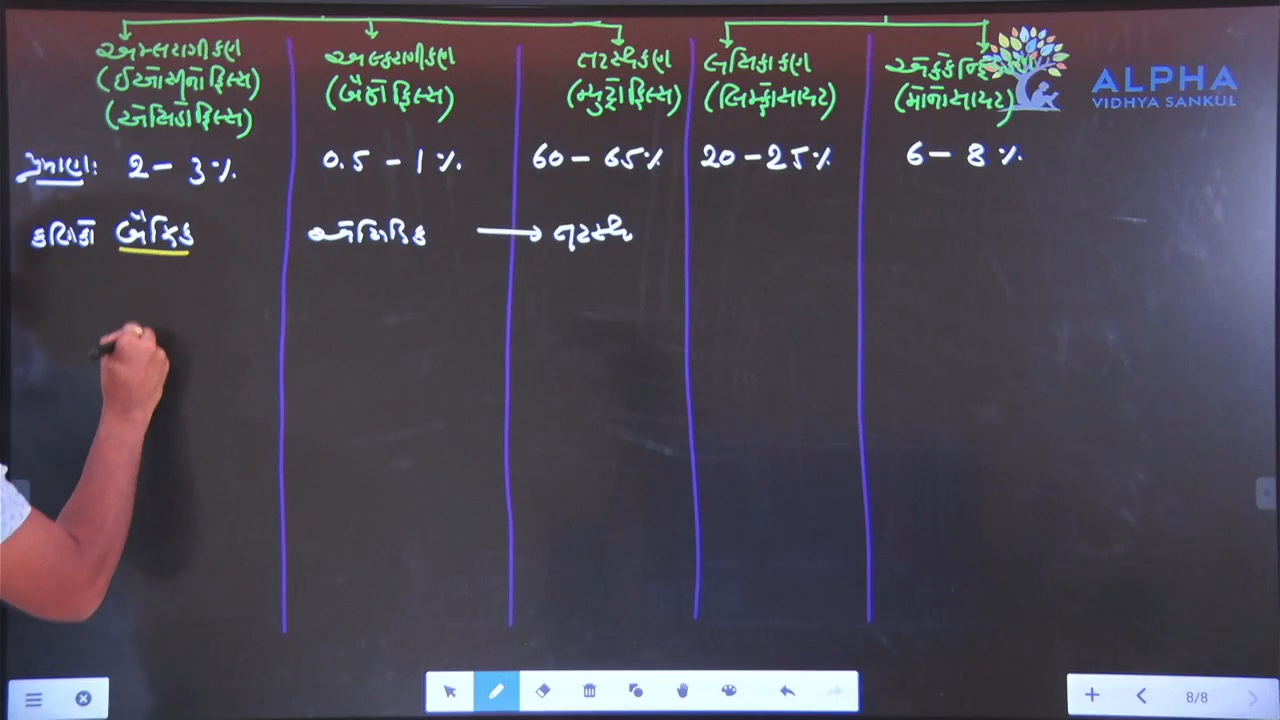 અમ્લરાગીકણ
(ઈઓસીનોફિલ્સ)
(એસિડોફિલ્સ)
અલ્કરાગીકણ
(બેઝોફિલ્સ)
તટસ્થકણ
(ન્યુટ્રોફિલ્સ)
લસિકાકણ
(લિમ્ફોસાયટ)
(મોનોસાયટ)
ALPHA
VIDHYA SANKUL
પ્રમાણ: 2 - 3 % 0.5 - 1 % 60 - 65 % 20 - 25 % 6 - 8 %
કણિકો બેઝિક એસિડિક → તટસ્થ
8/8